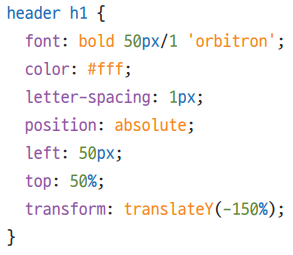 header h1 {
  font: bold 50px/1 'orbitron';
  color: #fff;
  letter-spacing: 1px;
  position: absolute;
  left: 50px;
  top: 50%;
  transform: translateY(-150%);
}